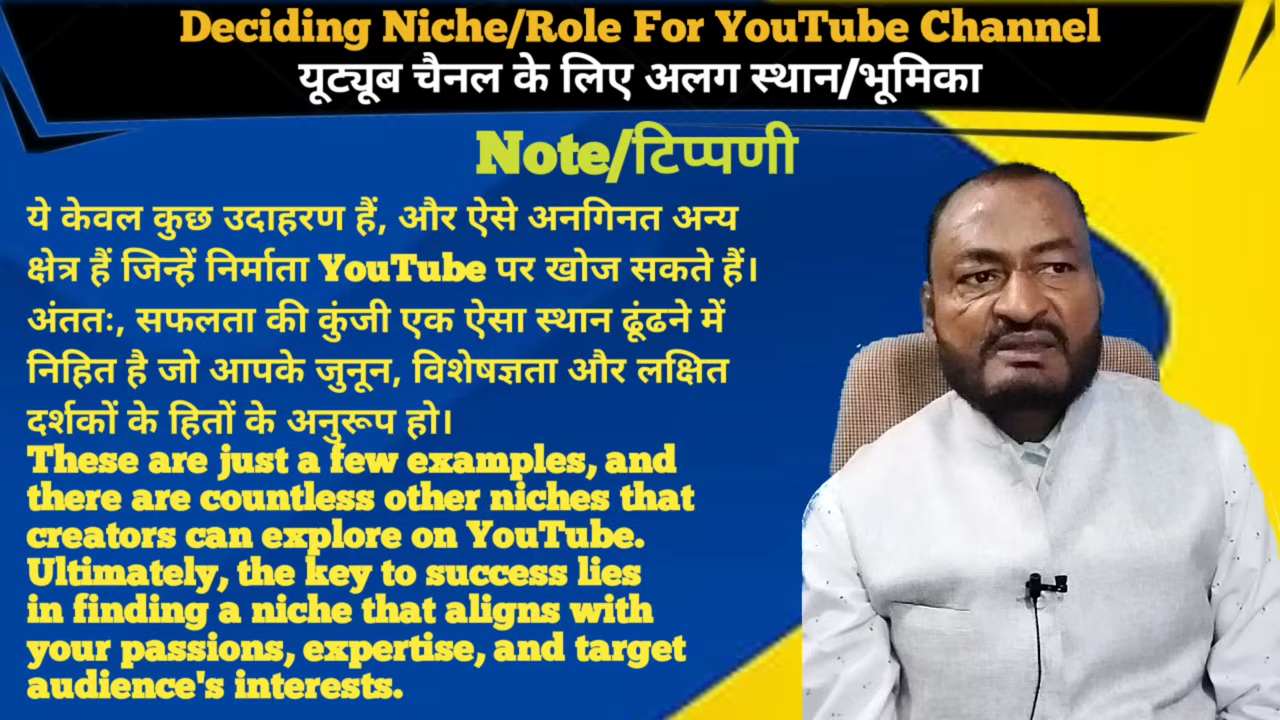 Deciding Niche/Role For YouTube Channel
यूट्यूब चैनल के लिए अलग स्थान/भूमिका
Note/टिप्पणी
ये केवल कुछ उदाहरण हैं, और ऐसे अनगिनत अन्य
क्षेत्र हैं जिन्हें निर्माता YouTube पर खोज सकते हैं।
अंततः, सफलता की कुंजी एक ऐसा स्थान ढूंढने में
निहित है जो आपके जुनून, विशेषज्ञता और लक्षित
दर्शकों के हितों के अनुरूप हो।
These are just a few examples, and
there are countless other niches that
creators can explore on YouTube.
Ultimately, the key to success lies
in finding a niche that aligns with
your passions, expertise, and target
audience's interests.